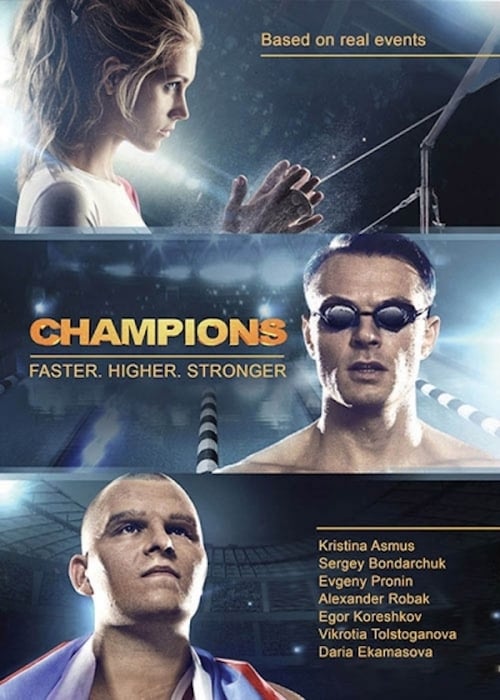 Based on real events
CHAMPIONS
FASTER. HIGHER. STRONGER
Kristina Asmus
Sergey Bondarchuk
Evgeny Pronin
Alexander Robak
Egor Koreshkov
Vikrotia Tolstoganova
Daria Ekamasova